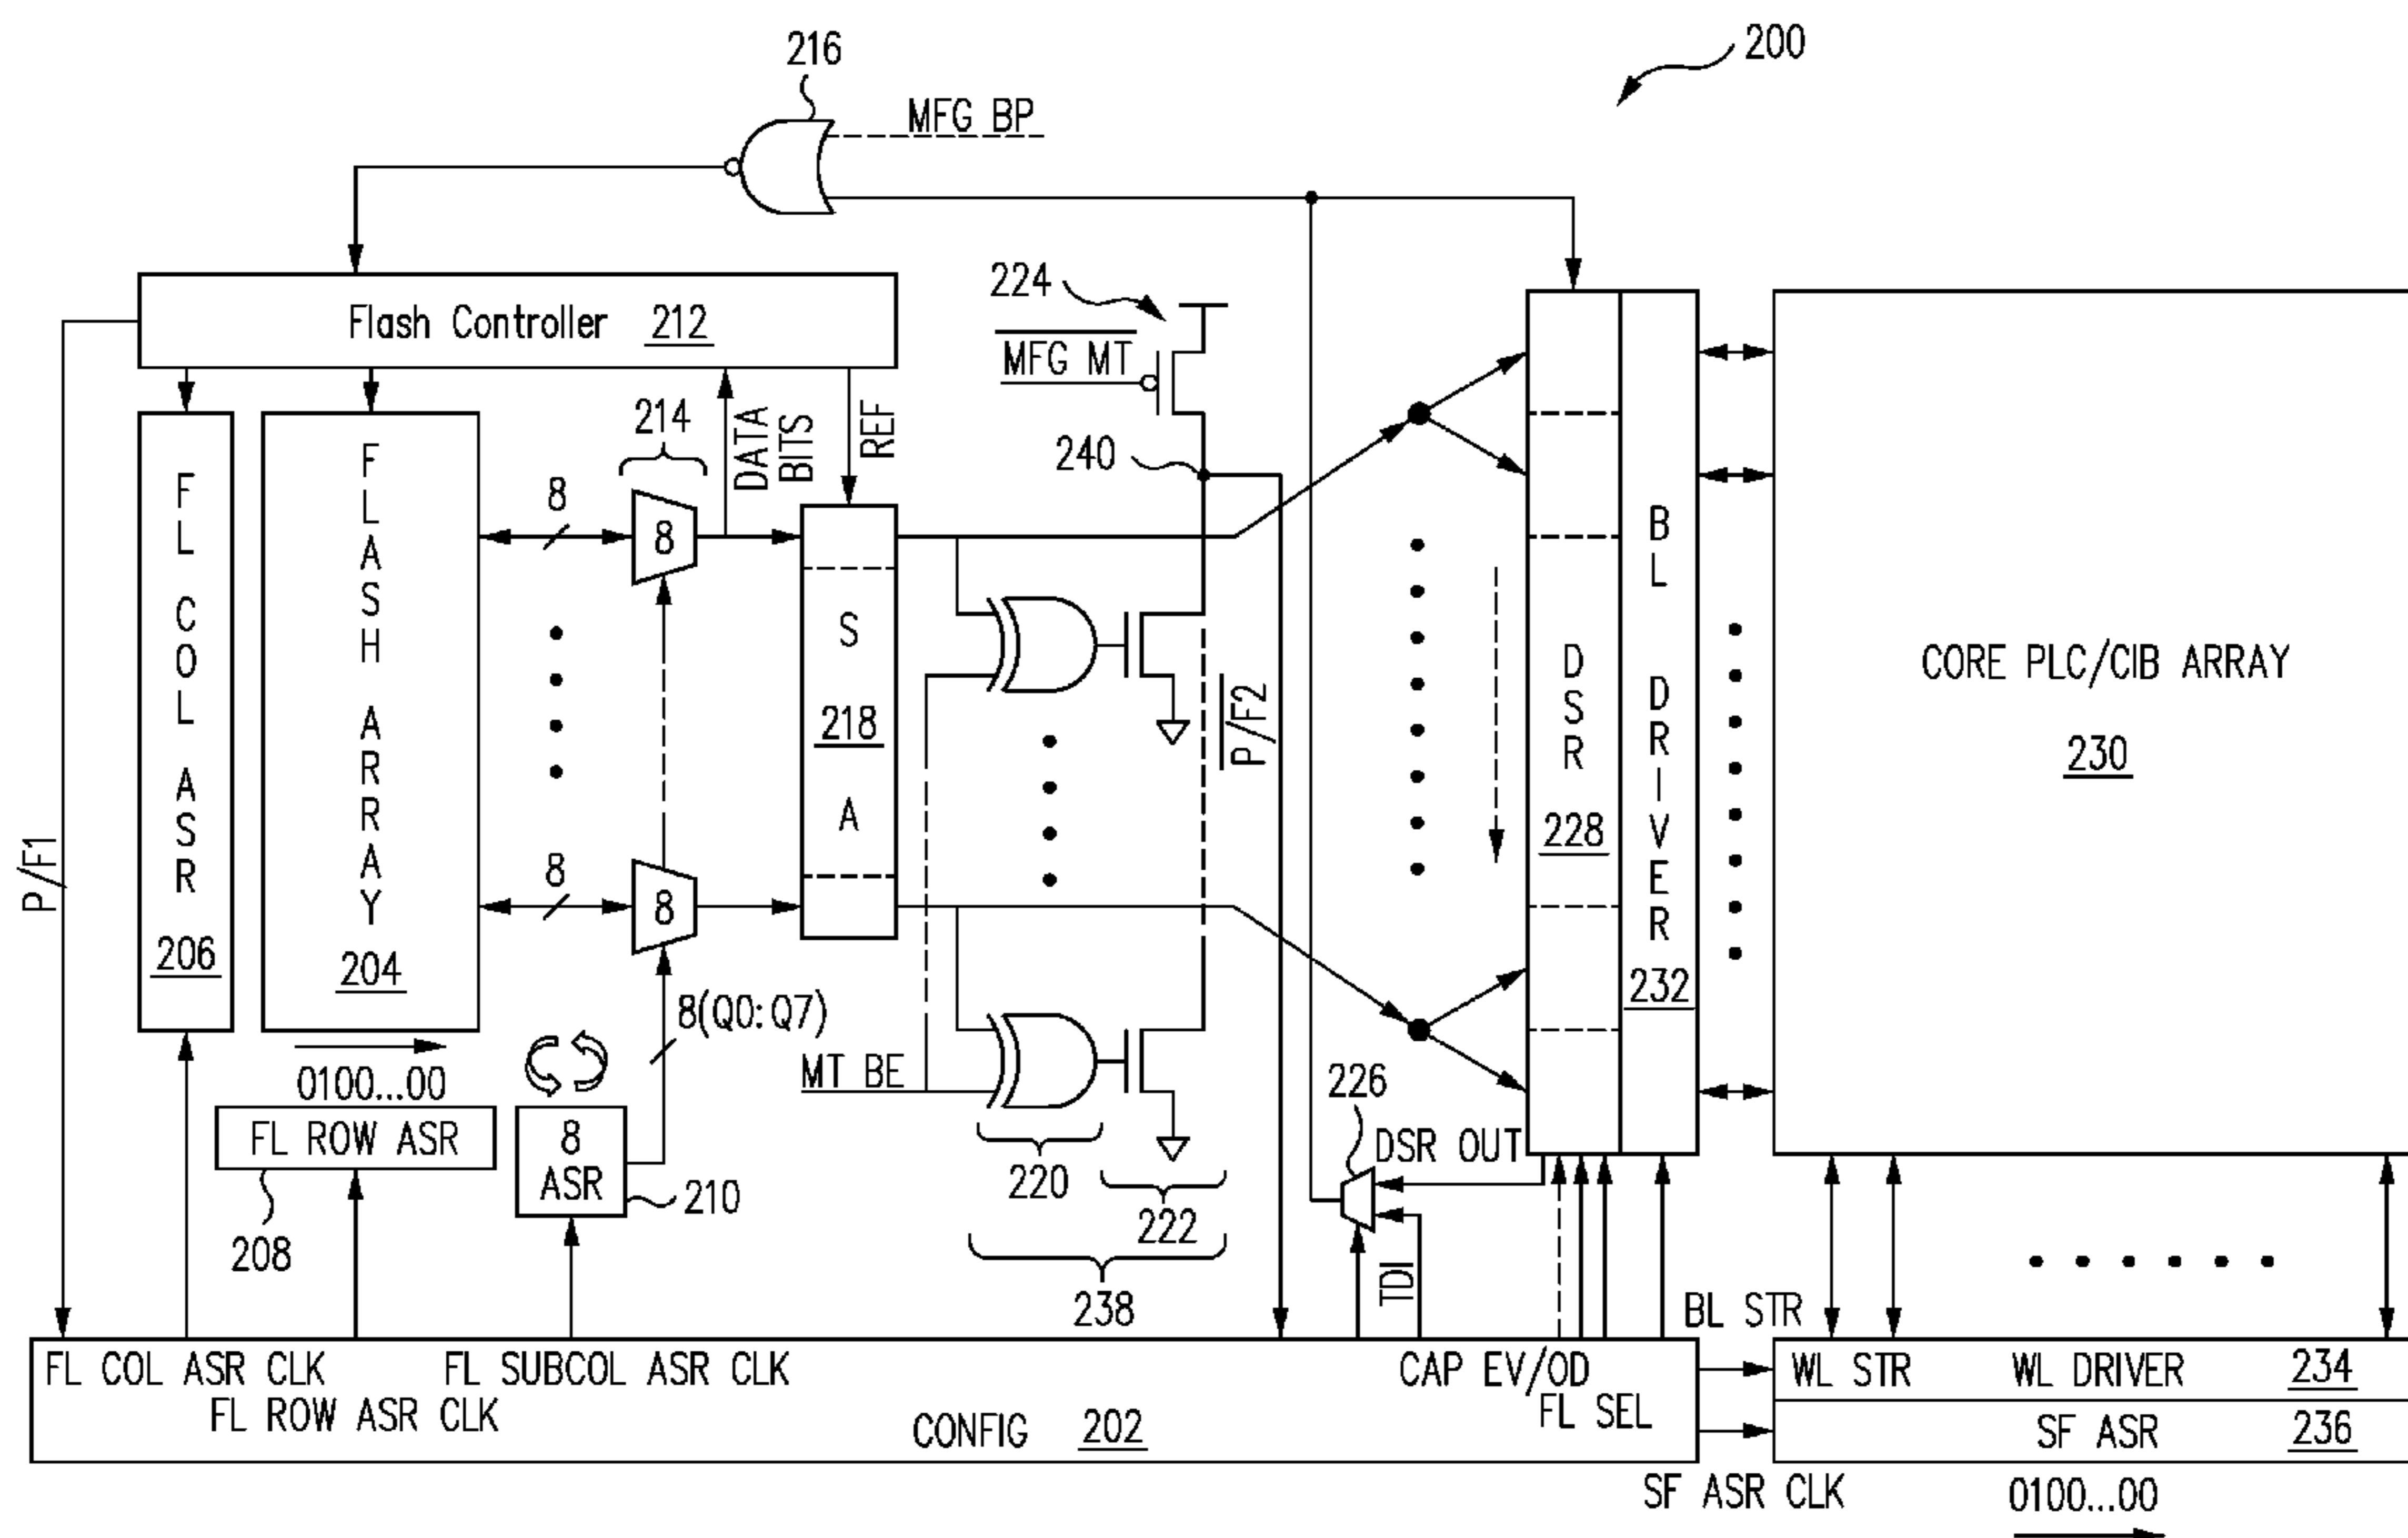 200
216
MFG BP
Flash Controller 212
224
MFG MT
240
214
DATA BITS
REF
8
8
8
8
FL COL ASR
206
FLASH ARRAY
204
SA
218
P/F1
P/F2
DSR
228
BL DRIVER
232
CORE PLC/CIB ARRAY
230
8(Q0:Q7)
0100...00
FL ROW ASR
208
8
ASR
210
MT BE
220
222
238
226
DSR OUT
TDI
BL STR
FL COL ASR CLK
FL ROW ASR CLK
FL SUBCOL ASR CLK
CAP EV/OD
FL SEL
CONFIG 202
WL STR WL DRIVER 234
SF ASR 236
SF ASR CLK
0100...00